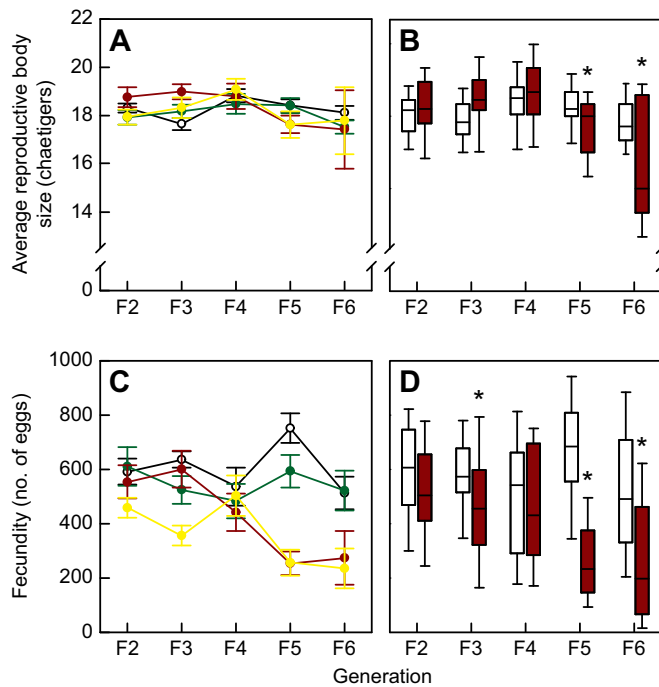 A
B
Average reproductive body
size (chaetigers)
22
20
18
16
14
0
* *
F2 F3 F4 F5 F6
F2 F3 F4 F5 F6
C
D
Fecundity (no. of eggs)
1000
800
600
400
200
0
* * *
F2 F3 F4 F5 F6
F2 F3 F4 F5 F6
Generation